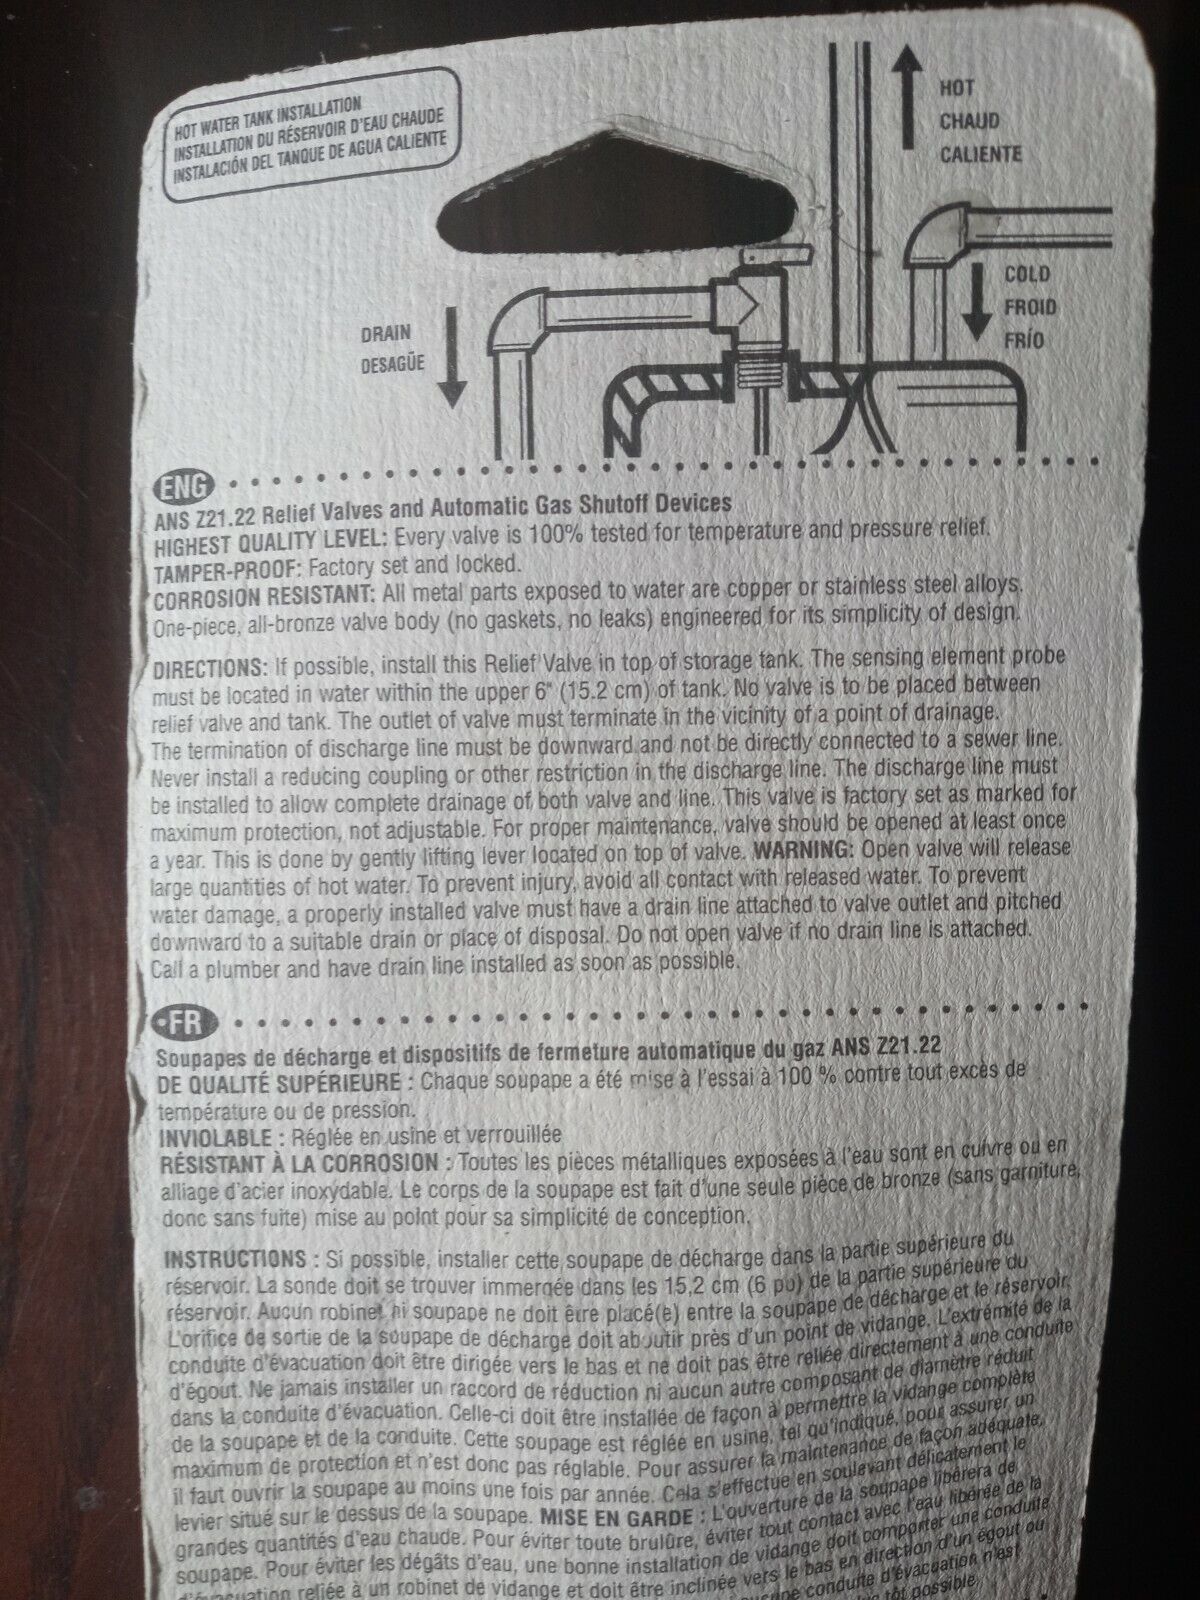 HOT WATER TANK INSTALLATION
INSTALLATION DU RÉSERVOIR D'EAU CHAUDE
INSTALACIÓN DEL TANQUE DE AGUA CALIENTE
HOT
CHAUD
CALIENTE
COLD
FROID
FRÍO
DRAIN
DESAGÜE
ENG
ANS Z21.22 Relief Valves and Automatic Gas Shutoff Devices
HIGHEST QUALITY LEVEL: Every valve is 100% tested for temperature and pressure relief.
TAMPER-PROOF: Factory set and locked.
CORROSION RESISTANT: All metal parts exposed to water are copper or stainless steel alloys.
One-piece, all-bronze valve body (no gaskets, no leaks) engineered for its simplicity of design.
DIRECTIONS: If possible, install this Relief Valve in top of storage tank. The sensing element probe
must be located in water within the upper 6" (15.2 cm) of tank. No valve is to be placed between
relief valve and tank. The outlet of valve must terminate in the vicinity of a point of drainage.
The termination of discharge line must be downward and not be directly connected to a sewer line.
Never install a reducing coupling or other restriction in the discharge line. The discharge line must
be installed to allow complete drainage of both valve and line. This valve is factory set as marked for
maximum protection, not adjustable. For proper maintenance, valve should be opened at least once
a year. This is done by gently lifting lever located on top of valve. WARNING: Open valve will release
large quantities of hot water. To prevent injury, avoid all contact with released water. To prevent
water damage, a properly installed valve must have a drain line attached to valve outlet and pitched
downward to a suitable drain or place of disposal. Do not open valve if no drain line is attached.
Call a plumber and have drain line installed as soon as possible.
FR
Soupapes de décharge et dispositifs de fermeture automatique du gaz ANS Z21.22
DE QUALITÉ SUPÉRIEURE : Chaque soupape a été mise à l'essai à 100 % contre tout excès de
température ou de pression.
INVIOLABLE : Réglée en usine et verrouillée
RÉSISTANT À LA CORROSION : Toutes les pièces métalliques exposées à l'eau sont en cuivre ou en
alliage d'acier inoxydable. Le corps de la soupape est fait d'une seule pièce de bronze (sans garniture,
donc sans fuite) mise au point pour sa simplicité de conception.
INSTRUCTIONS : Si possible, installer cette soupape de décharge dans la partie supérieure du
réservoir. La sonde doit se trouver immergée dans les 15,2 cm (6 po) de la partie supérieure du
réservoir. Aucun robinet ni soupape ne doit être placé(e) entre la soupape de décharge et le réservoir.
L'orifice de sortie de la soupape de décharge doit aboutir près d'un point de vidange. L'extrémité de la
conduite d'évacuation doit être dirigée vers le bas et ne doit pas être reliée directement à une conduite
d'égout. Ne jamais installer un raccord de réduction ni aucun autre composant de diamètre réduit
dans la conduite d'évacuation. Celle-ci doit être installée de façon à permettre la vidange complète
de la soupape et de la conduite. Cette soupage est réglée en usine, tel qu'indiqué, pour assurer un
maximum de protection et n'est donc pas réglable. Pour assurer la maintenance de façon adéquate,
il faut ouvrir la soupape au moins une fois par année. Cela s'effectue en soulevant délicatement le
levier situé sur le dessus de la soupape. MISE EN GARDE : L'ouverture de la soupape libérera de
grandes quantités d'eau chaude. Pour éviter toute brulûre, éviter tout contact avec l'eau libérée de la
soupape. Pour éviter les dégâts d'eau, une bonne installation de vidange doit comporter une conduite
d'évacuation reliée à un robinet de vidange et doit être inclinée vers le bas en direction d'un égout ou
conduite d'évacuation n'est
tôt possible.